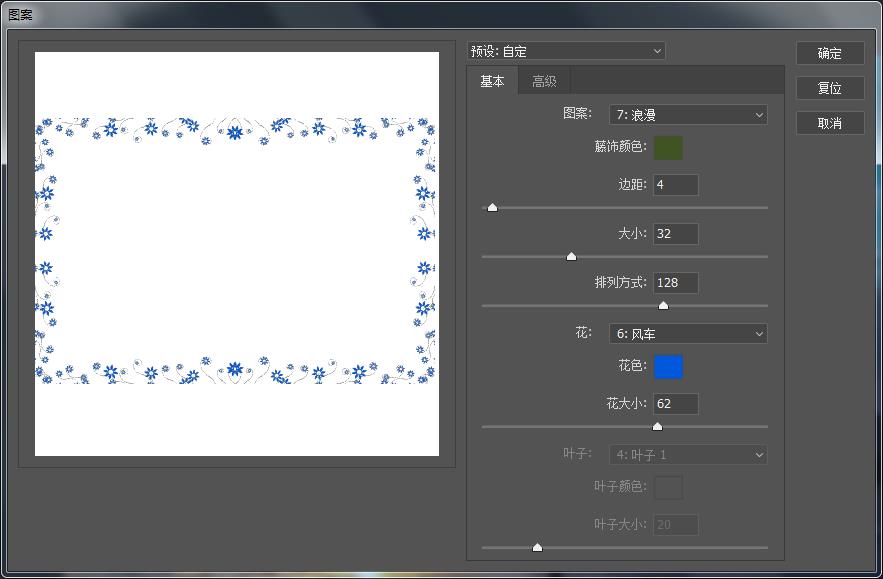 图案
预设: 自定
确定
基本
高级
复位
图案:
7: 浪漫
取消
藤饰颜色:
边距:
4
大小:
32
排列方式:
128
花:
6: 风车
花色:
花大小:
62
叶子:
4: 叶子 1
叶子颜色:
叶子大小:
20